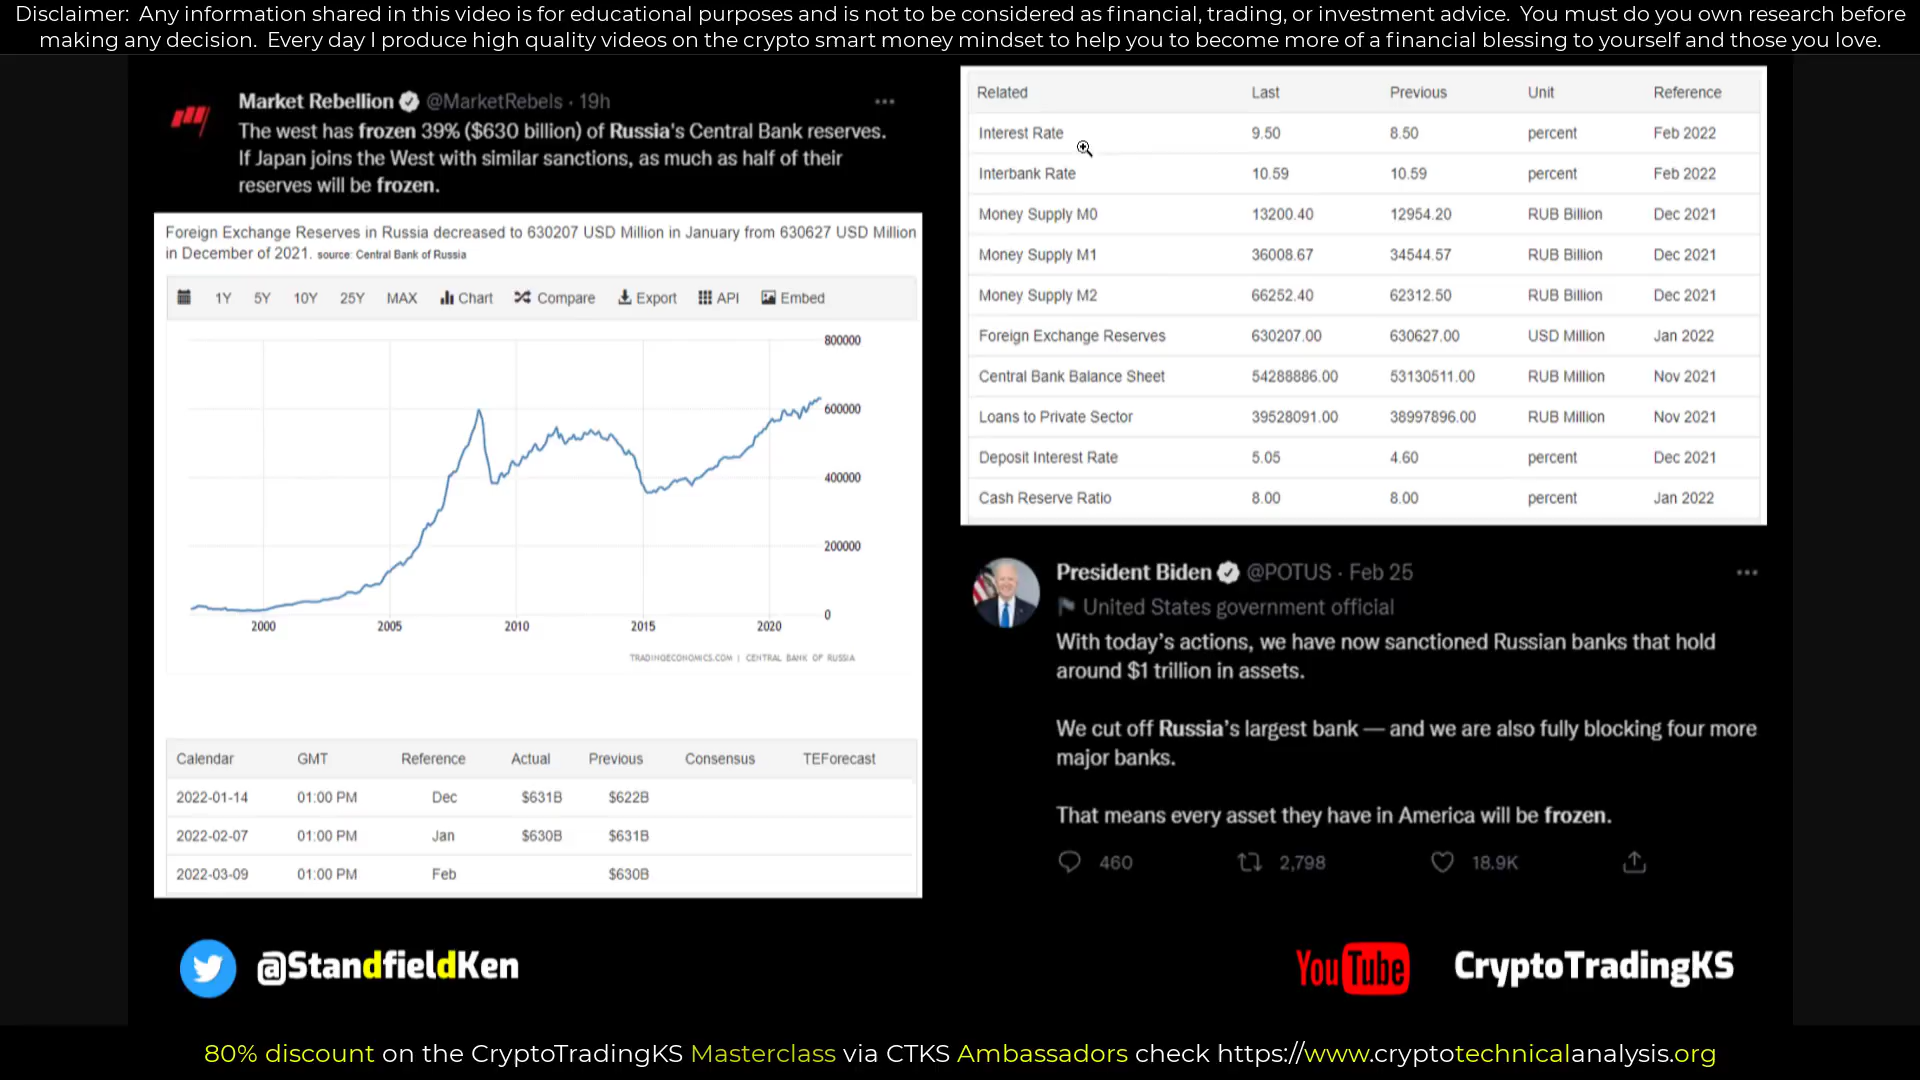 Disclaimer: Any information shared in this video is for educational purposes and is not to be considered as financial, trading, or investment advice. You must do you own research before
making any decision. Every day I produce high quality videos on the crypto smart money mindset to help you to become more of a financial blessing to yourself and those you love.
Market Rebellion @MarketRebels · 19h
The west has frozen 39% ($630 billion) of Russia's Central Bank reserves.
If Japan joins the West with similar sanctions, as much as half of their
reserves will be frozen.
Foreign Exchange Reserves in Russia decreased to 630207 USD Million in January from 630627 USD Million
in December of 2021. source: Central Bank of Russia
1Y 5Y 10Y 25Y MAX Chart Compare Export API Embed
800000
600000
400000
200000
0
2000 2005 2010 2015 2020
TRADINGECONOMICS.COM | CENTRAL BANK OF RUSSIA
Calendar GMT Reference Actual Previous Consensus TEForecast
2022-01-14 01:00 PM Dec $631B $622B
2022-02-07 01:00 PM Jan $630B $631B
2022-03-09 01:00 PM Feb $630B
Related Last Previous Unit Reference
Interest Rate 9.50 8.50 percent Feb 2022
Interbank Rate 10.59 10.59 percent Feb 2022
Money Supply M0 13200.40 12954.20 RUB Billion Dec 2021
Money Supply M1 36008.67 34544.57 RUB Billion Dec 2021
Money Supply M2 66252.40 62312.50 RUB Billion Dec 2021
Foreign Exchange Reserves 630207.00 630627.00 USD Million Jan 2022
Central Bank Balance Sheet 54288886.00 53130511.00 RUB Million Nov 2021
Loans to Private Sector 39528091.00 38997896.00 RUB Million Nov 2021
Deposit Interest Rate 5.05 4.60 percent Dec 2021
Cash Reserve Ratio 8.00 8.00 percent Jan 2022
President Biden @POTUS · Feb 25
United States government official
With today's actions, we have now sanctioned Russian banks that hold
around $1 trillion in assets.
We cut off Russia's largest bank — and we are also fully blocking four more
major banks.
That means every asset they have in America will be frozen.
460 2,798 18.9K
@StandfieldKen
YouTube CryptoTradingKS
80% discount on the CryptoTradingKS Masterclass via CTKS Ambassadors check https://www.cryptotechnicalanalysis.org